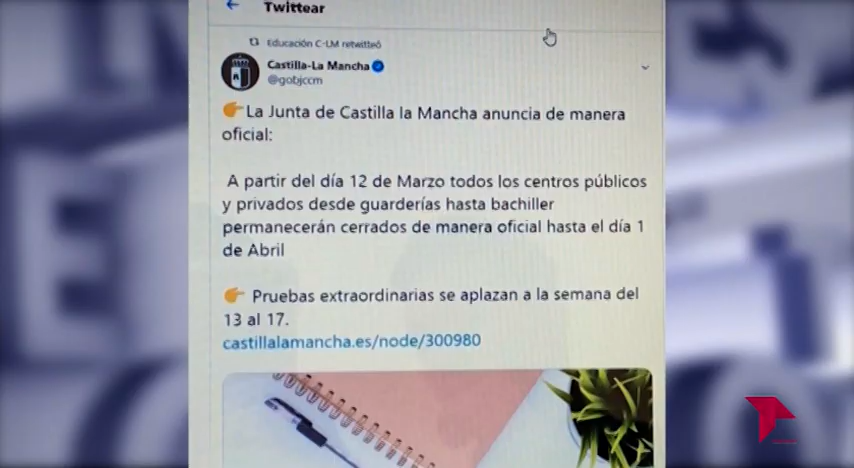 Twittear
Educación C-LM retwitteó
Castilla-La Mancha
@gobjccm
La Junta de Castilla la Mancha anuncia de manera
oficial:
A partir del día 12 de Marzo todos los centros públicos
y privados desde guarderías hasta bachiller
permanecerán cerrados de manera oficial hasta el día 1
de Abril
Pruebas extraordinarias se aplazan a la semana del
13 al 17.
castillalamancha.es/node/300980